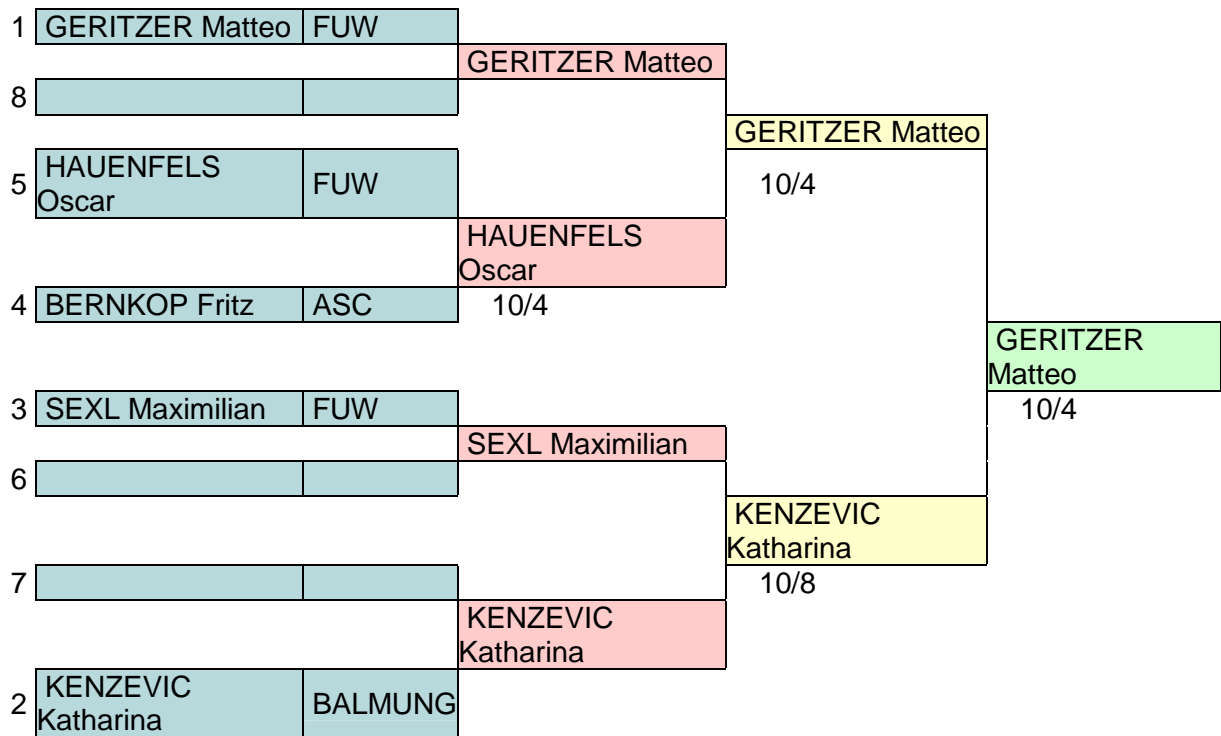 1 GERITZER Matteo FUW
GERITZER Matteo
8
GERITZER Matteo
5 HAUENFELS
Oscar FUW
10/4
HAUENFELS
Oscar
4 BERNKOP Fritz ASC
10/4
GERITZER
Matteo
3 SEXL Maximilian FUW
10/4
SEXL Maximilian
6
KENZEVIC
Katharina
7
10/8
KENZEVIC
Katharina
2 KENZEVIC
Katharina BALMUNG